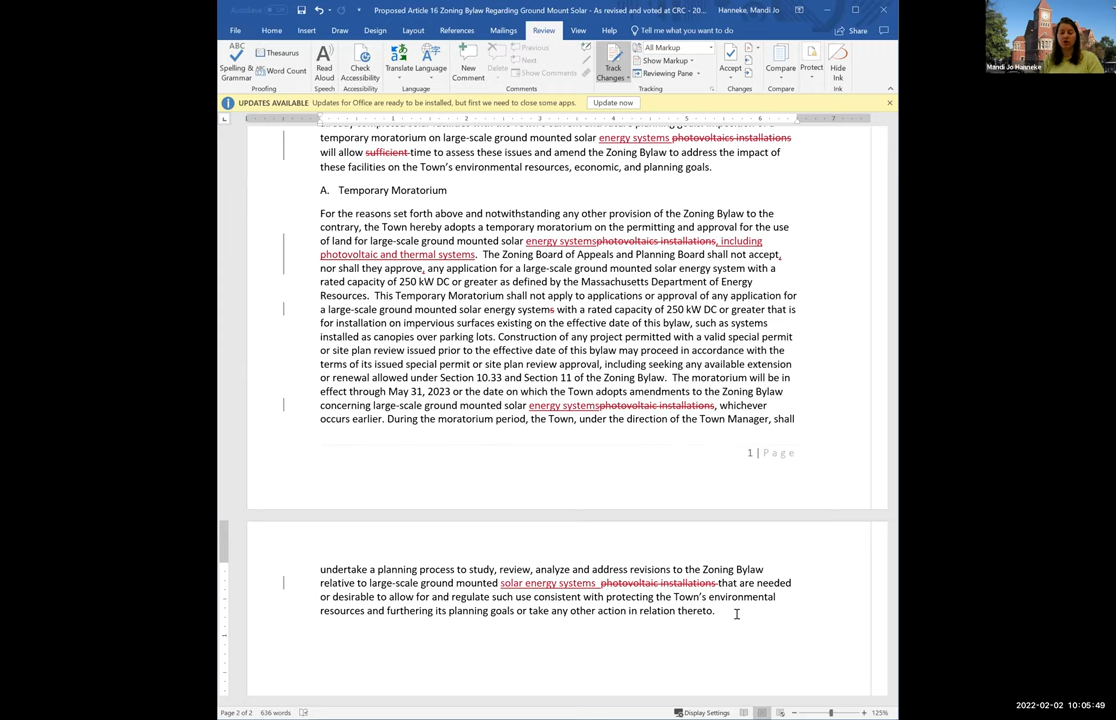 AutoSave Off
Proposed Article 16 Zoning Bylaw Regarding Ground Mount Solar - As revised and voted at CRC - 20...
Hanneke, Mandi Jo
File Home Insert Draw Design Layout References Mailings Review View Help Tell me what you want to do
Share
ABC
Spelling & Grammar
Thesaurus
Word Count
Proofing
Read Aloud
Speech
Check Accessibility
Accessibility
Translate
Language
Language
New Comment
Delete
Previous
Next
Show Comments
Comments
Track Changes
All Markup
Show Markup
Reviewing Pane
Tracking
Accept
Changes
Compare
Compare
Protect
Hide Ink
Ink
UPDATES AVAILABLE Updates for Office are ready to be installed, but first we need to close some apps. Update now
1 2 3 4 5 6 7
temporary moratorium on large-scale ground mounted solar energy systems photovoltaics installations
will allow sufficient time to assess these issues and amend the Zoning Bylaw to address the impact of
these facilities on the Town's environmental resources, economic, and planning goals.
A. Temporary Moratorium
For the reasons set forth above and notwithstanding any other provision of the Zoning Bylaw to the
contrary, the Town hereby adopts a temporary moratorium on the permitting and approval for the use
of land for large-scale ground mounted solar energy systemsphotovoltaics installations, including
photovoltaic and thermal systems. The Zoning Board of Appeals and Planning Board shall not accept,
nor shall they approve, any application for a large-scale ground mounted solar energy system with a
rated capacity of 250 kW DC or greater as defined by the Massachusetts Department of Energy
Resources. This Temporary Moratorium shall not apply to applications or approval of any application for
a large-scale ground mounted solar energy systems with a rated capacity of 250 kW DC or greater that is
for installation on impervious surfaces existing on the effective date of this bylaw, such as systems
installed as canopies over parking lots. Construction of any project permitted with a valid special permit
or site plan review issued prior to the effective date of this bylaw may proceed in accordance with the
terms of its issued special permit or site plan review approval, including seeking any available extension
or renewal allowed under Section 10.33 and Section 11 of the Zoning Bylaw. The moratorium will be in
effect through May 31, 2023 or the date on which the Town adopts amendments to the Zoning Bylaw
concerning large-scale ground mounted solar energy systemsphotovoltaic installations, whichever
occurs earlier. During the moratorium period, the Town, under the direction of the Town Manager, shall
1 | Page
undertake a planning process to study, review, analyze and address revisions to the Zoning Bylaw
relative to large-scale ground mounted solar energy systems photovoltaic installations that are needed
or desirable to allow for and regulate such use consistent with protecting the Town's environmental
resources and furthering its planning goals or take any other action in relation thereto.
Page 2 of 2 636 words
Display Settings
125%
Mandi Jo Hanneke
2022-02-02 10:05:49